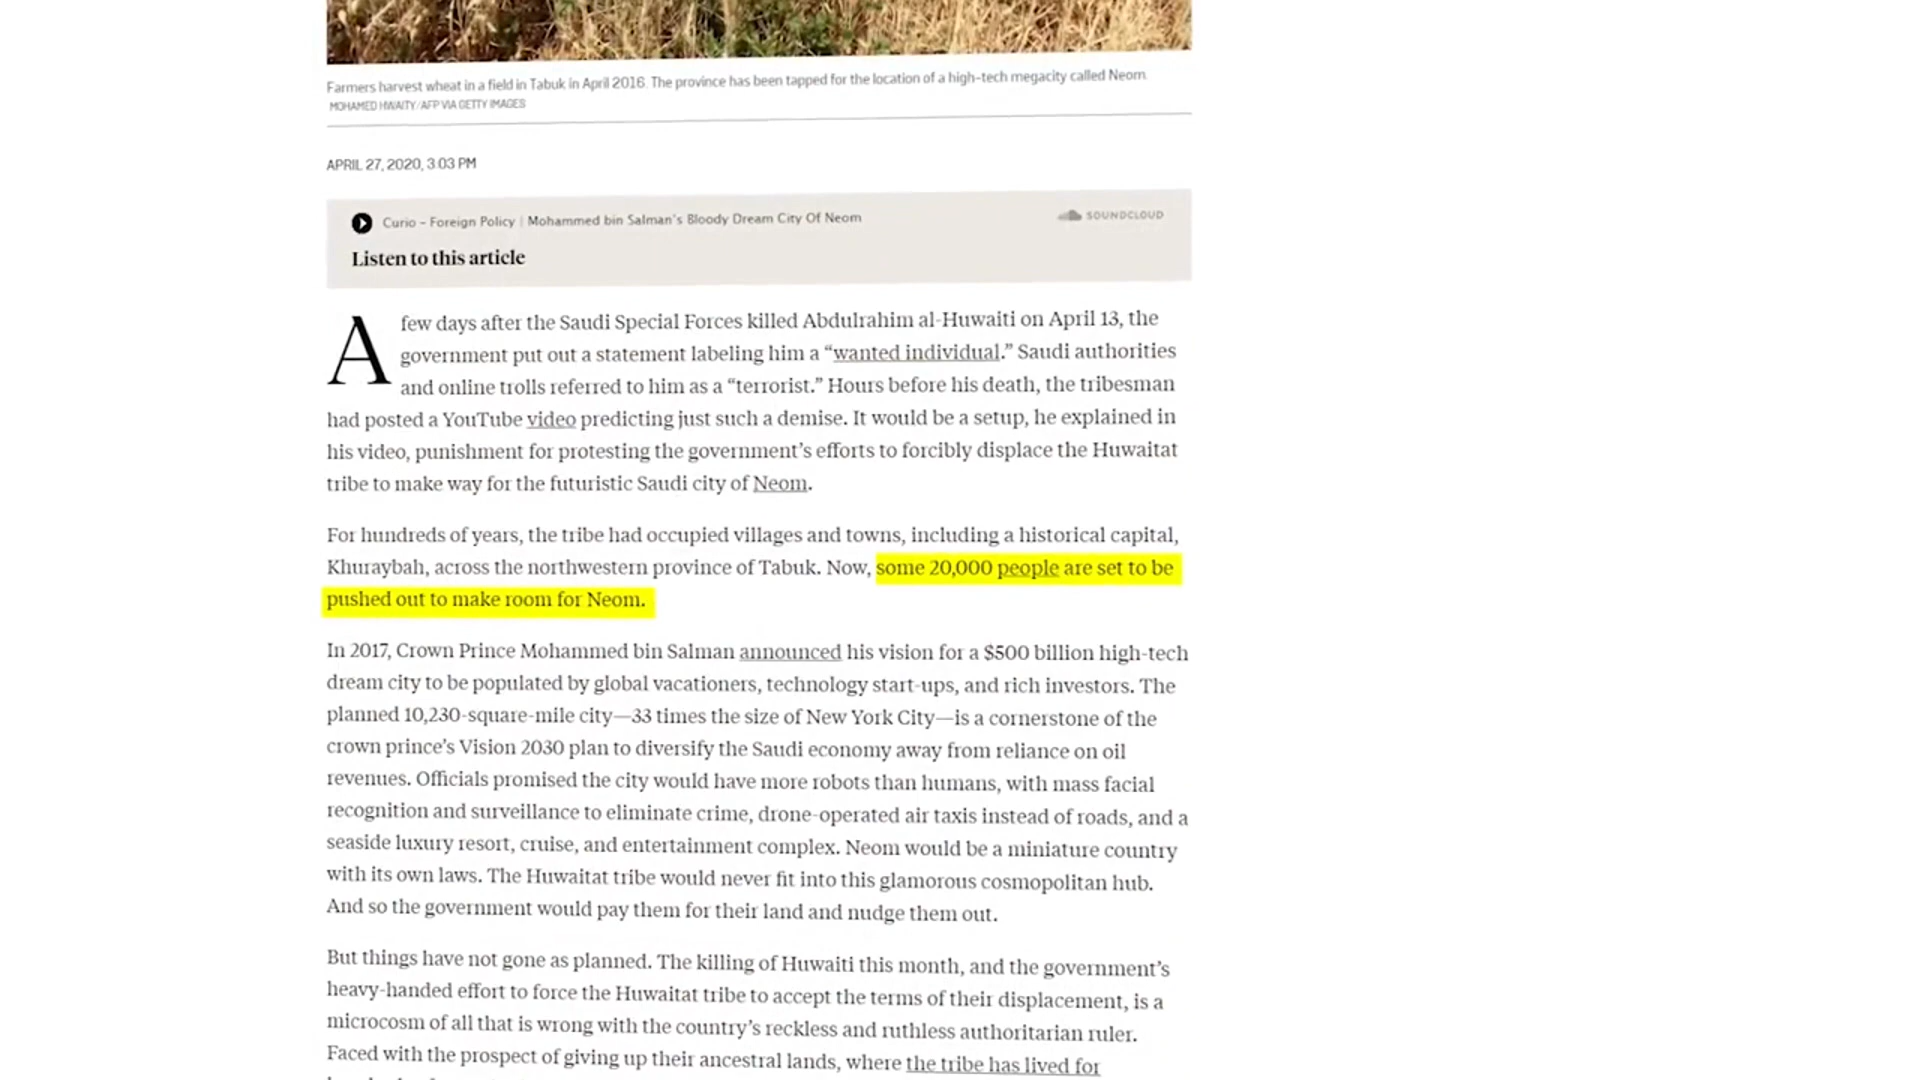 Farmers harvest wheat in a field in Tabuk in April 2016. The province has been tapped for the location of a high-tech megacity called Neom.
MOHAMED HWAITY/AFP VIA GETTY IMAGES
APRIL 27, 2020, 3:03 PM
Curio - Foreign Policy | Mohammed bin Salman's Bloody Dream City Of Neom
SOUNDCLOUD
Listen to this article
A few days after the Saudi Special Forces killed Abdulrahim al-Huwaiti on April 13, the
government put out a statement labeling him a “wanted individual.” Saudi authorities
and online trolls referred to him as a “terrorist.” Hours before his death, the tribesman
had posted a YouTube video predicting just such a demise. It would be a setup, he explained in
his video, punishment for protesting the government’s efforts to forcibly displace the Huwaitat
tribe to make way for the futuristic Saudi city of Neom.
For hundreds of years, the tribe had occupied villages and towns, including a historical capital,
Khuraybah, across the northwestern province of Tabuk. Now, some 20,000 people are set to be
pushed out to make room for Neom.
In 2017, Crown Prince Mohammed bin Salman announced his vision for a $500 billion high-tech
dream city to be populated by global vacationers, technology start-ups, and rich investors. The
planned 10,230-square-mile city—33 times the size of New York City—is a cornerstone of the
crown prince’s Vision 2030 plan to diversify the Saudi economy away from reliance on oil
revenues. Officials promised the city would have more robots than humans, with mass facial
recognition and surveillance to eliminate crime, drone-operated air taxis instead of roads, and a
seaside luxury resort, cruise, and entertainment complex. Neom would be a miniature country
with its own laws. The Huwaitat tribe would never fit into this glamorous cosmopolitan hub.
And so the government would pay them for their land and nudge them out.
But things have not gone as planned. The killing of Huwaiti this month, and the government’s
heavy-handed effort to force the Huwaitat tribe to accept the terms of their displacement, is a
microcosm of all that is wrong with the country’s reckless and ruthless authoritarian ruler.
Faced with the prospect of giving up their ancestral lands, where the tribe has lived for